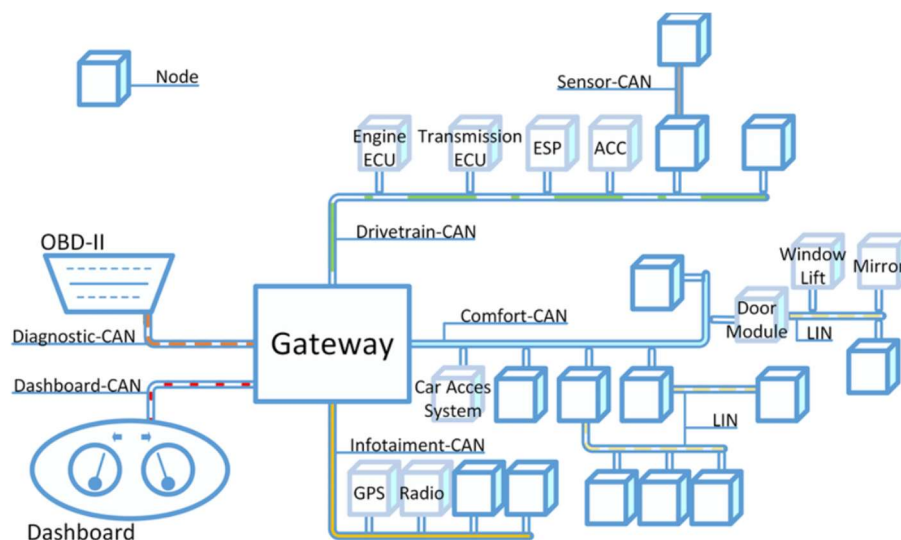 Node
Sensor-CAN
Engine
ECU
Transmission
ECU
ESP
ACC
Drivetrain-CAN
OBD-II
Window
Lift
Mirror
Door
Module
LIN
Diagnostic-CAN
Gateway
Comfort-CAN
Dashboard-CAN
Car Acces
System
LIN
Infotaiment-CAN
GPS
Radio
Dashboard